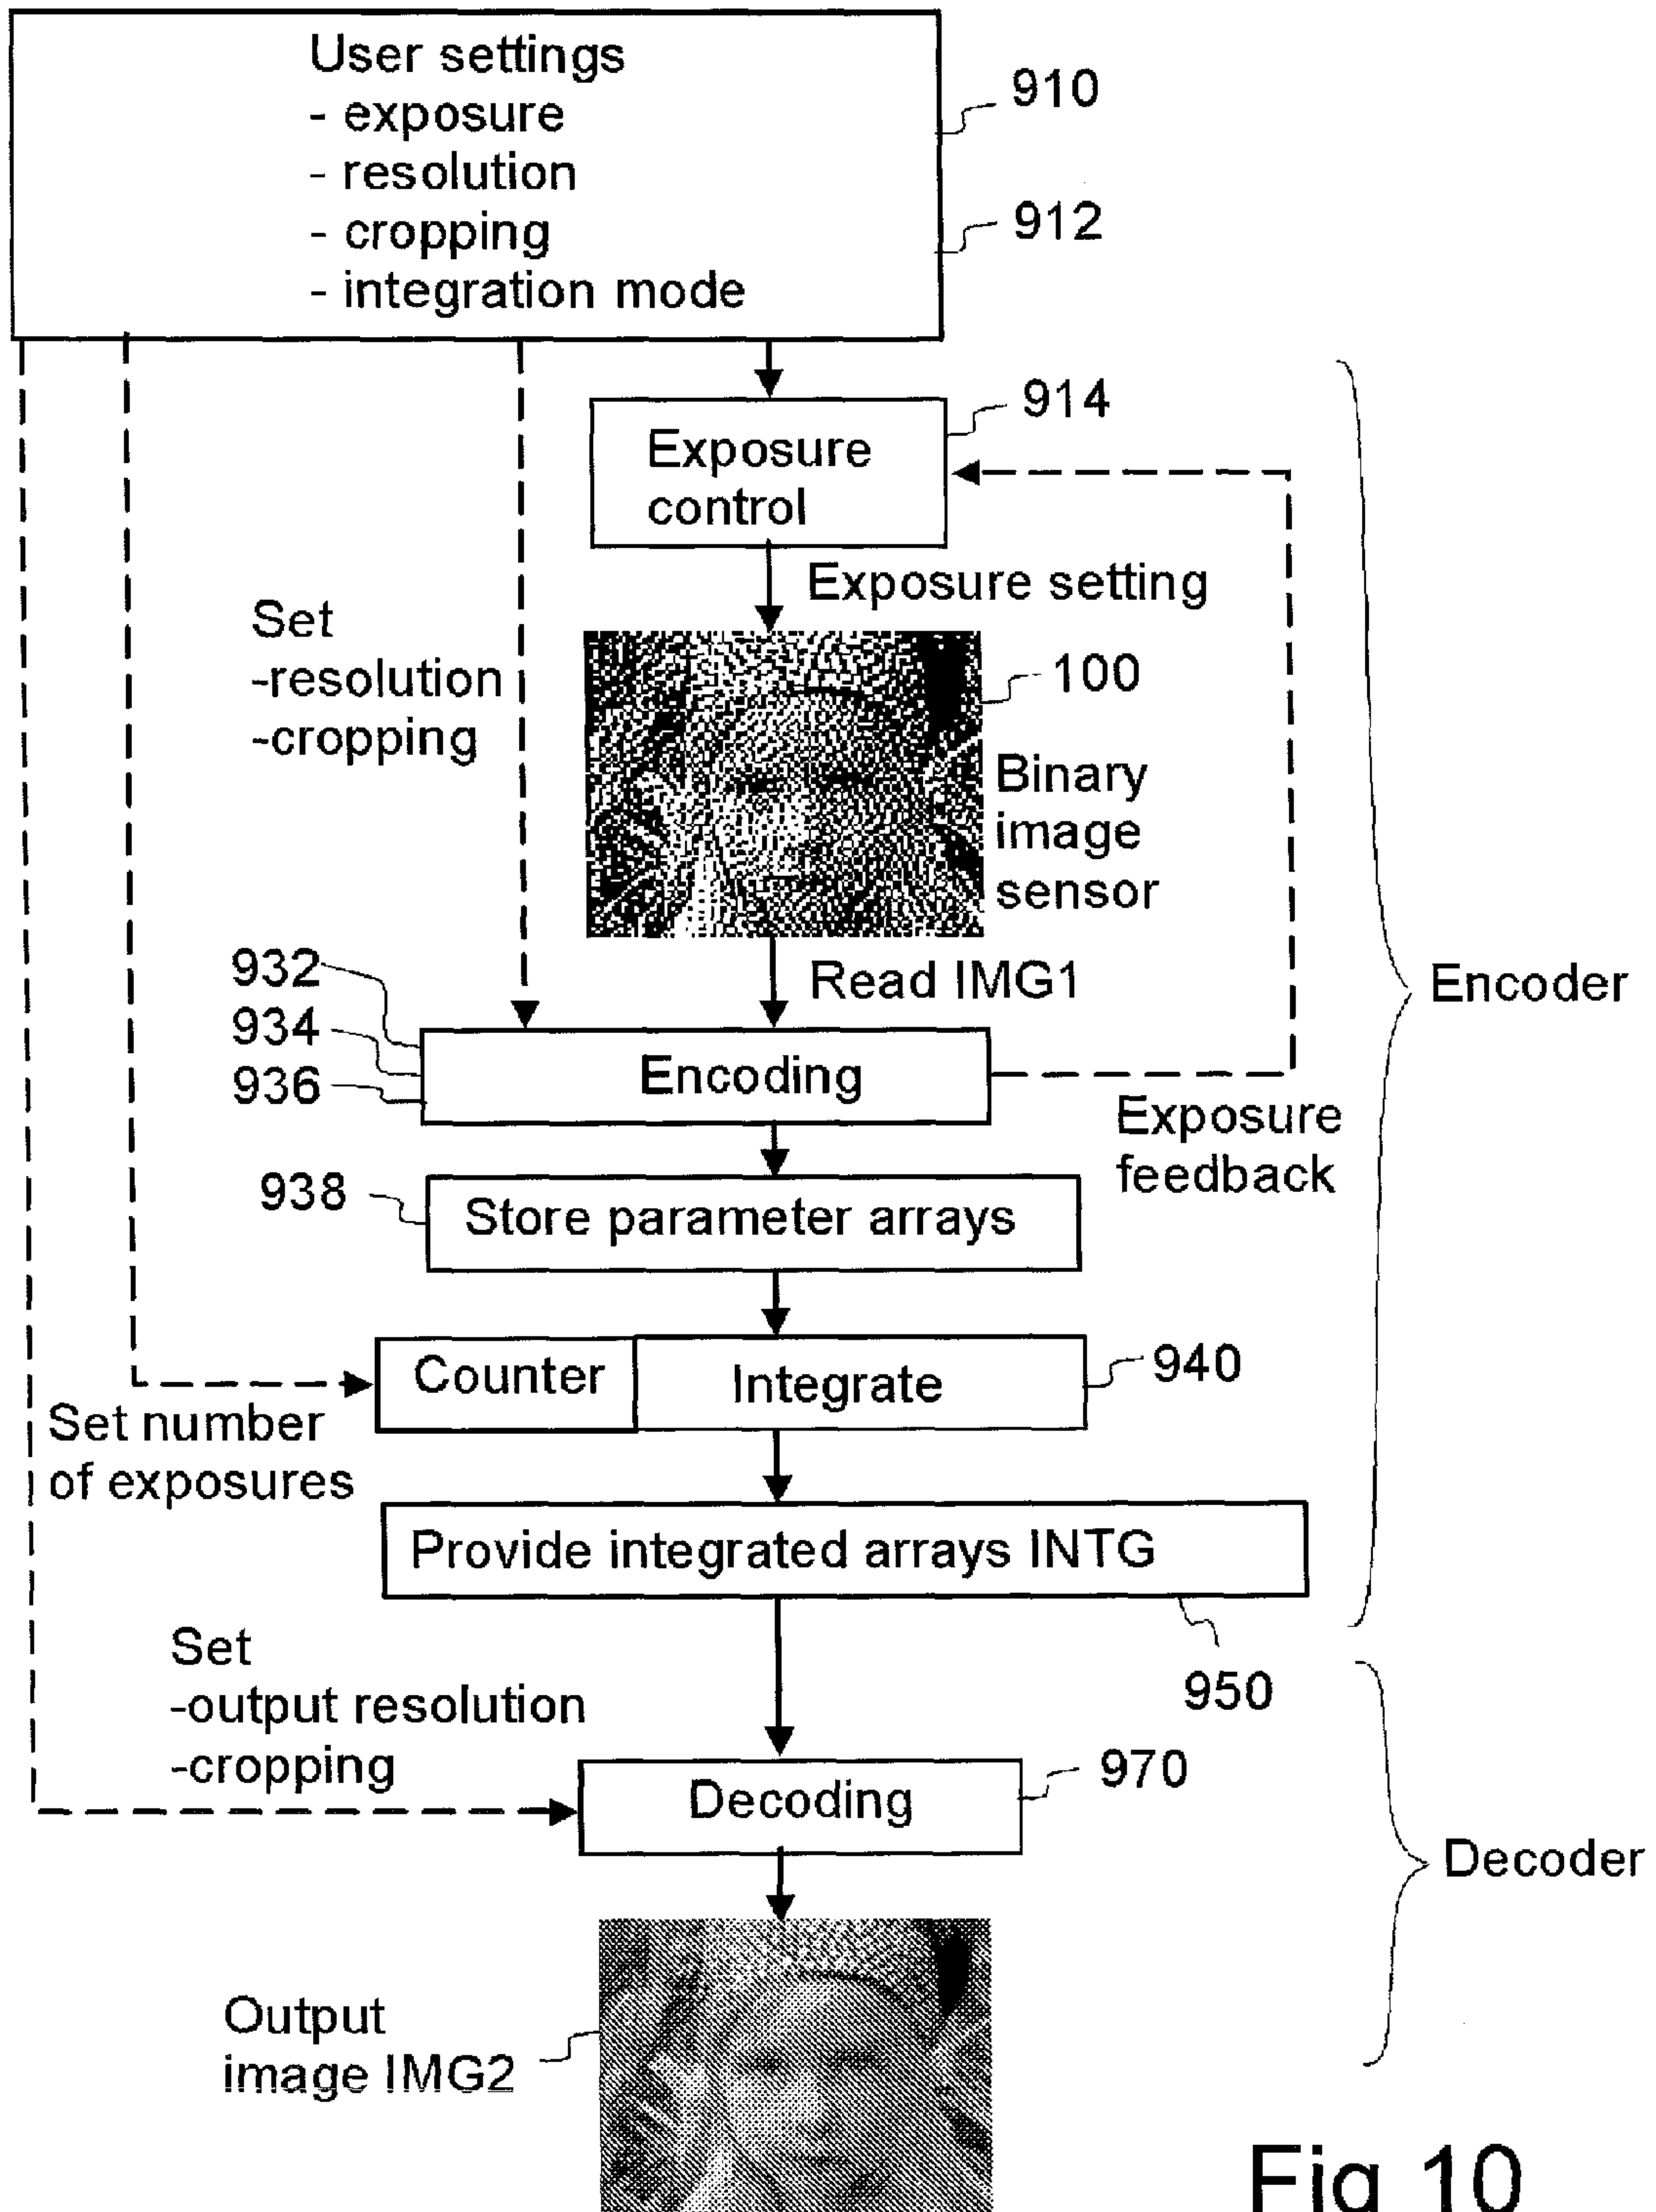 User settings
- exposure
- resolution
- cropping
- integration mode
910
912
914
Exposure
control
Exposure setting
Set
-resolution
-cropping
100
Binary
image
sensor
Read IMG1
932
934
936
Encoding
Encoder
Exposure
feedback
938
Store parameter arrays
Counter
Integrate
940
Set number
of exposures
Provide integrated arrays INTG
950
Set
-output resolution
-cropping
Decoding
970
Decoder
Output
image IMG2
Fig 10